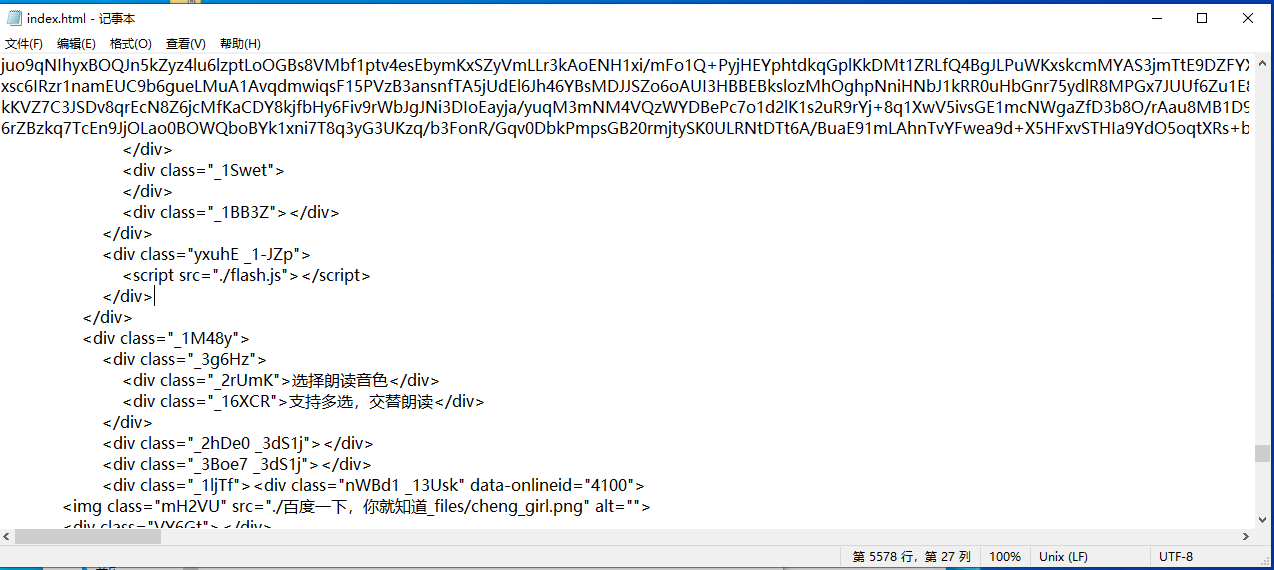 index.html - 记事本
文件(F) 编辑(E) 格式(O) 查看(V) 帮助(H)
juo9qNIhyxBOQJn5kZyz4lu6lzptLoOGBs8VMbf1ptv4esEbymKxSZyVmLLr3kAoENH1xi/mFo1Q+PyjHEYphtdkqGplKkDMt1ZRLfQ4BgJLPuWKxskcmMYAS3jmTtE9DZFYX
xsc6lRzr1namEUC9b6gueLMuA1AvqdmwiqsF15PVzB3ansnfTA5jUdEl6Jh46YBsMDJJSZo6oAUI3HBBEBkslozMhOghpNniHNbJ1kRR0uHbGnr75ydlR8MPGx7JUUf6Zu1E8
kKVZ7C3JSDv8qrEcN8Z6jcMfKaCDY8kjfbHy6Fiv9rWbJgJNi3DIoEayja/yuqM3mNM4VQzWYDBePc7o1d2lK1s2uR9rYj+8q1XwV5ivsGE1mcNWgaZfD3b8O/rAau8MB1D9
6rZBzkq7TcEn9JjOLao0BOWQboBYk1xni7T8q3yG3UKzq/b3FonR/Gqv0DbkPmpsGB20rmjtySK0ULRNtDTt6A/BuaE91mLAhnTvYFwea9d+X5HFxvSTHIa9YdO5oqtXRs+b
</div>
<div class="_1Swet">
</div>
<div class="_1BB3Z"></div>
</div>
<div class="yxuhE _1-JZp">
<script src="./flash.js"></script>
</div>
</div>
<div class="_1M48y">
<div class="_3g6Hz">
<div class="_2rUmK">选择朗读音色</div>
<div class="_16XCR">支持多选，交替朗读</div>
</div>
<div class="_2hDe0 _3dS1j"></div>
<div class="_3Boe7 _3dS1j"></div>
<div class="_1ljTf"><div class="nWBd1 _13Usk" data-onlineid="4100">
<img class="mH2VU" src="./百度一下，你就知道_files/cheng_girl.png" alt="">
<div class="VY6Gt"></div>
第 5578 行，第 27 列 100% Unix (LF) UTF-8